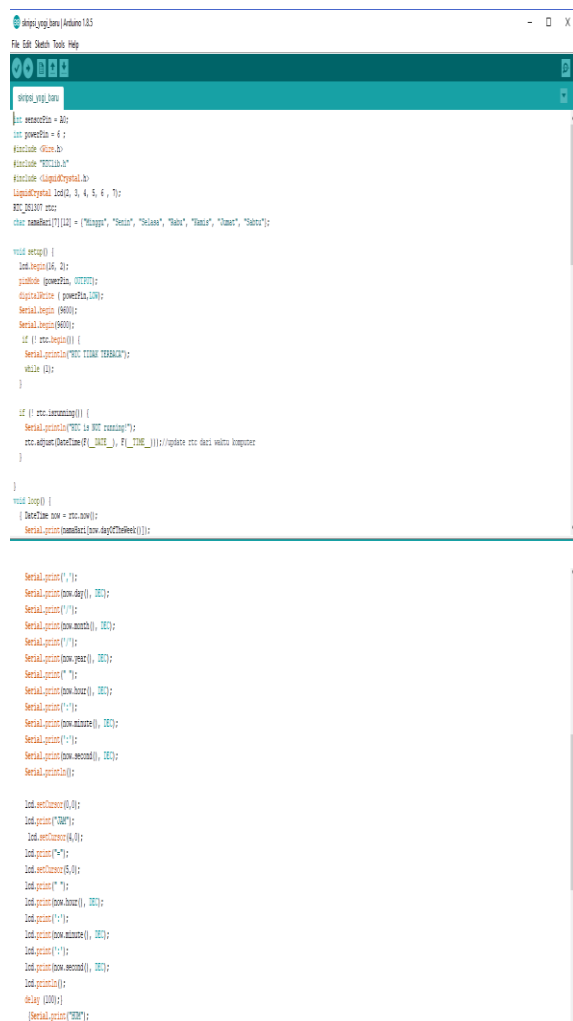 skripsi_yogi_baru | Arduino 1.8.5
File Edit Sketch Tools Help
skripsi_yogi_baru
int sensorPin = A0;
int powerPin = 6 ;
#include <Wire.h>
#include "RTClib.h"
#include <LiquidCrystal.h>
LiquidCrystal lcd(2, 3, 4, 5, 6 , 7);
RTC_DS1307 rtc;
char namaHari[7][12] = {"Minggu", "Senin", "Selasa", "Rabu", "Kamis", "Jumat", "Sabtu"};
void setup() {
lcd.begin(16, 2);
pinMode (powerPin, OUTPUT);
digitalWrite ( powerPin,LOW);
Serial.begin (9600);
Serial.begin(9600);
if (! rtc.begin()) {
Serial.println("RTC TIDAK TERBACA");
while (1);
}
if (! rtc.isrunning()) {
Serial.println("RTC is NOT running!");
rtc.adjust(DateTime(F(__DATE__), F(__TIME__)));//update rtc dari waktu komputer
}
}
void loop() {
{ DateTime now = rtc.now();
Serial.print(namaHari[now.dayOfTheWeek()]);
Serial.print(',');
Serial.print(now.day(), DEC);
Serial.print('/');
Serial.print(now.month(), DEC);
Serial.print('/');
Serial.print(now.year(), DEC);
Serial.print(" ");
Serial.print(now.hour(), DEC);
Serial.print(':');
Serial.print(now.minute(), DEC);
Serial.print(':');
Serial.print(now.second(), DEC);
Serial.println();
lcd.setCursor(0,0);
lcd.print("JAM");
lcd.setCursor(4,0);
lcd.print("=");
lcd.setCursor(5,0);
lcd.print(" ");
lcd.print(now.hour(), DEC);
lcd.print(':');
lcd.print(now.minute(), DEC);
lcd.print(':');
lcd.print(now.second(), DEC);
lcd.println();
delay (100);}
{Serial.print("HUM");